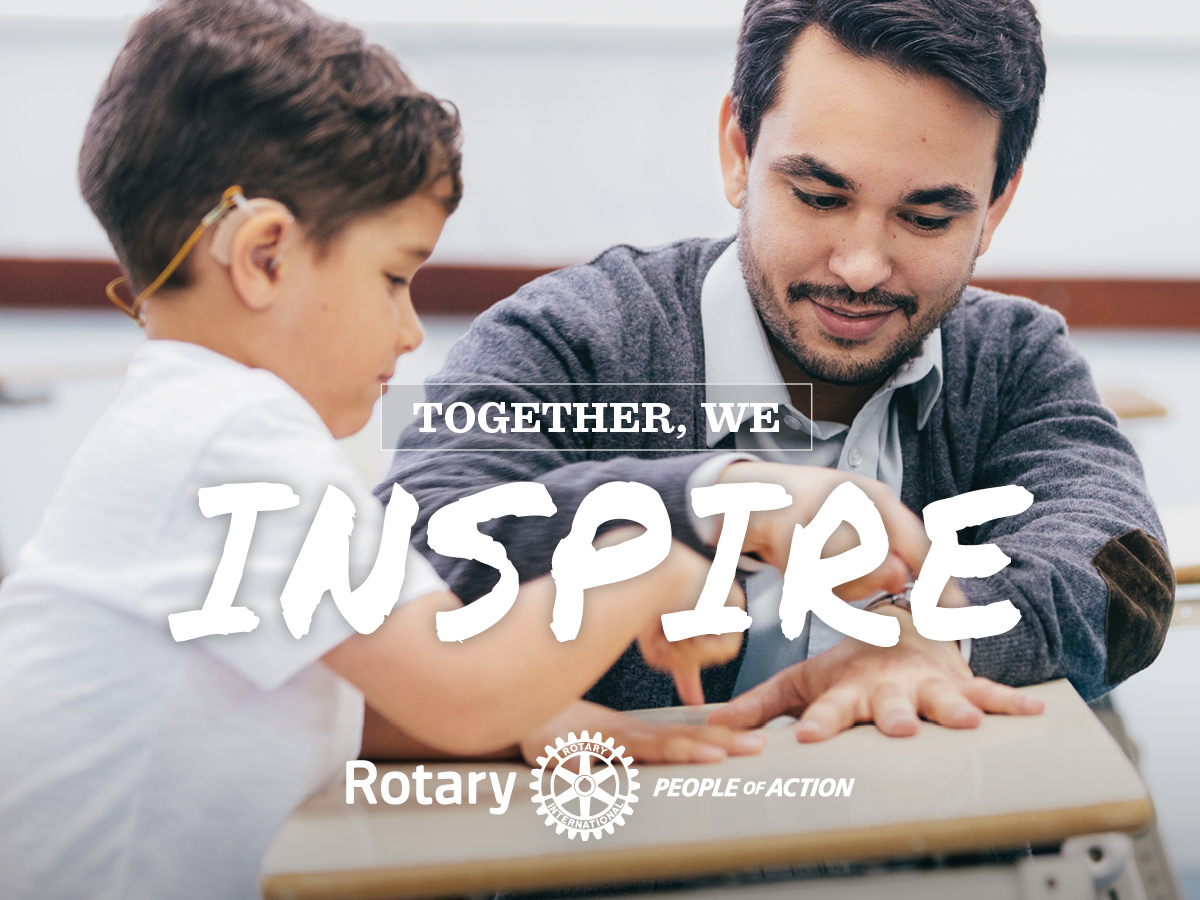 TOGETHER, WE
INSPIRE
Rotary
ROTARY
INTERNATIONAL
PEOPLE OF ACTION